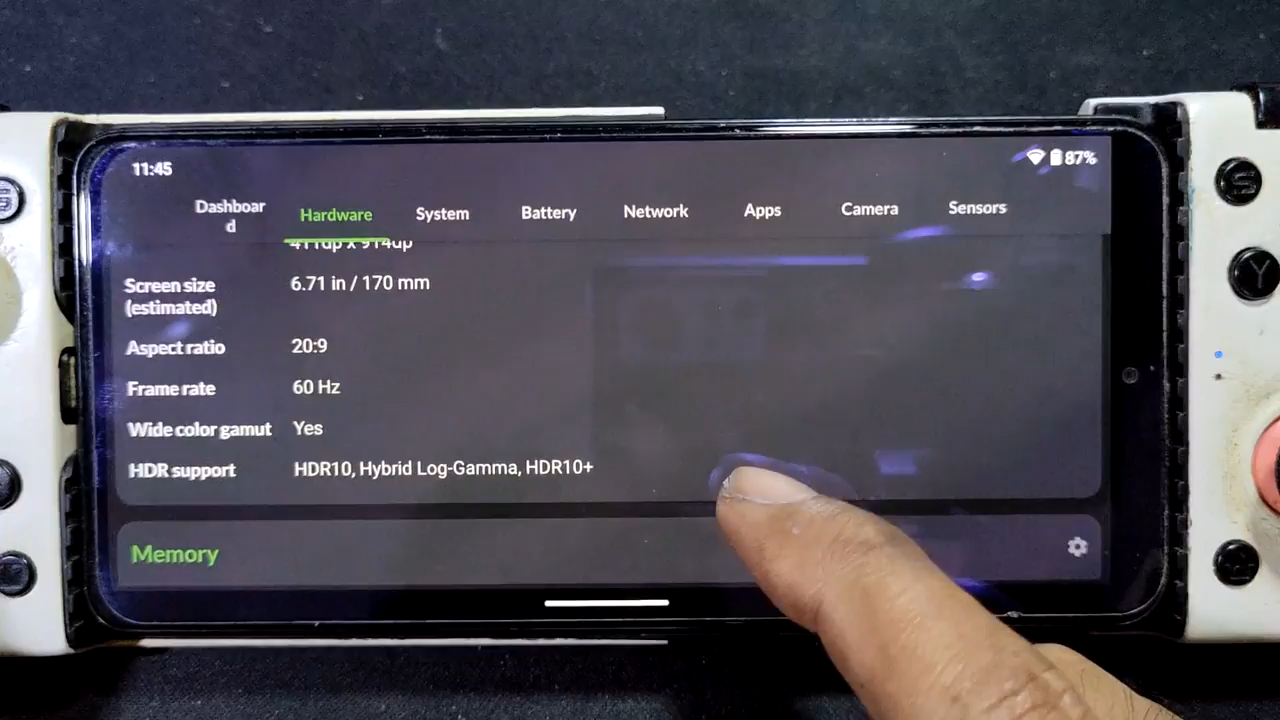 11:45
87%
Dashboar
d
Hardware
System
Battery
Network
Apps
Camera
Sensors
411dp x 914dp
Screen size
(estimated)
6.71 in / 170 mm
Aspect ratio
20:9
Frame rate
60 Hz
Wide color gamut
Yes
HDR support
HDR10, Hybrid Log-Gamma, HDR10+
Memory
S
Y